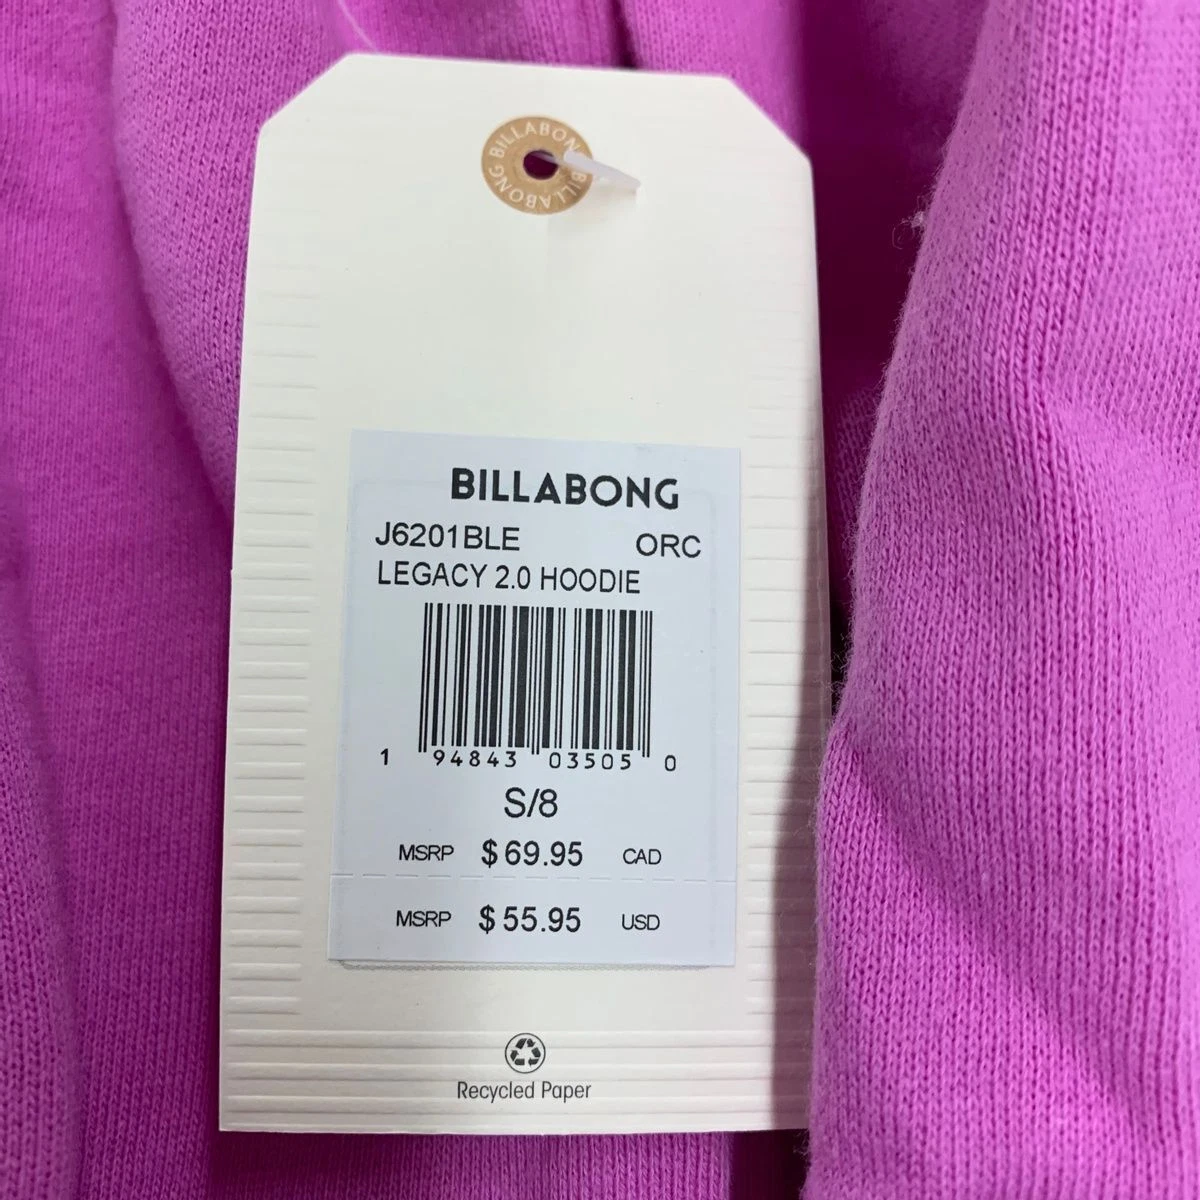 BILLABONG BILLABONG
BILLABONG
J6201BLE ORC
LEGACY 2.0 HOODIE
1 94843 03505 0
S/8
MSRP $69.95 CAD
MSRP $55.95 USD
Recycled Paper